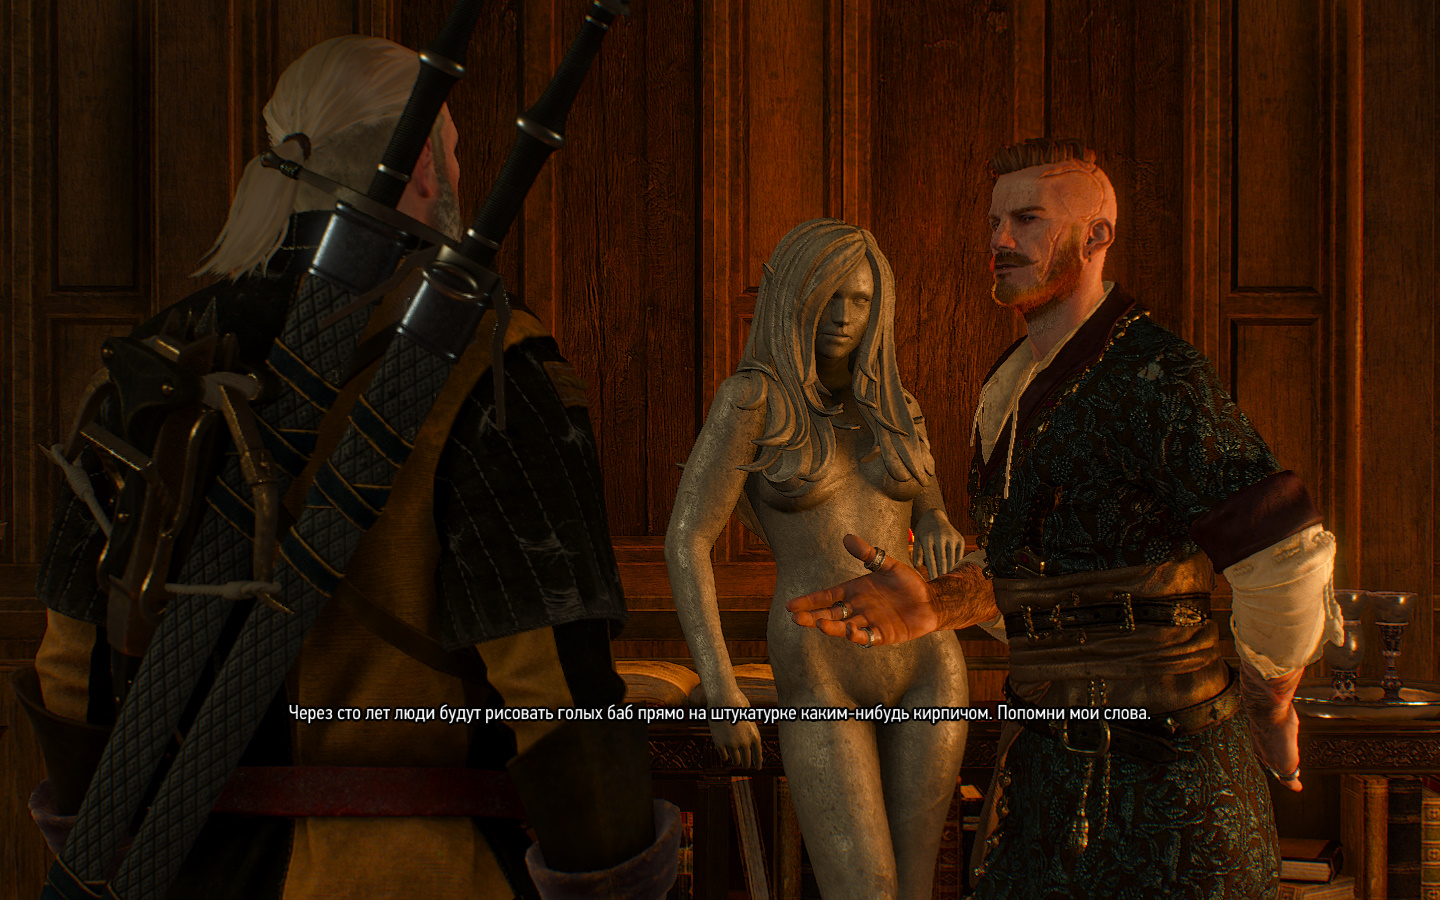 Через сто лет люди будут рисовать голых баб прямо на штукатурке каким-нибудь кирпичом. Попомни мои слова.